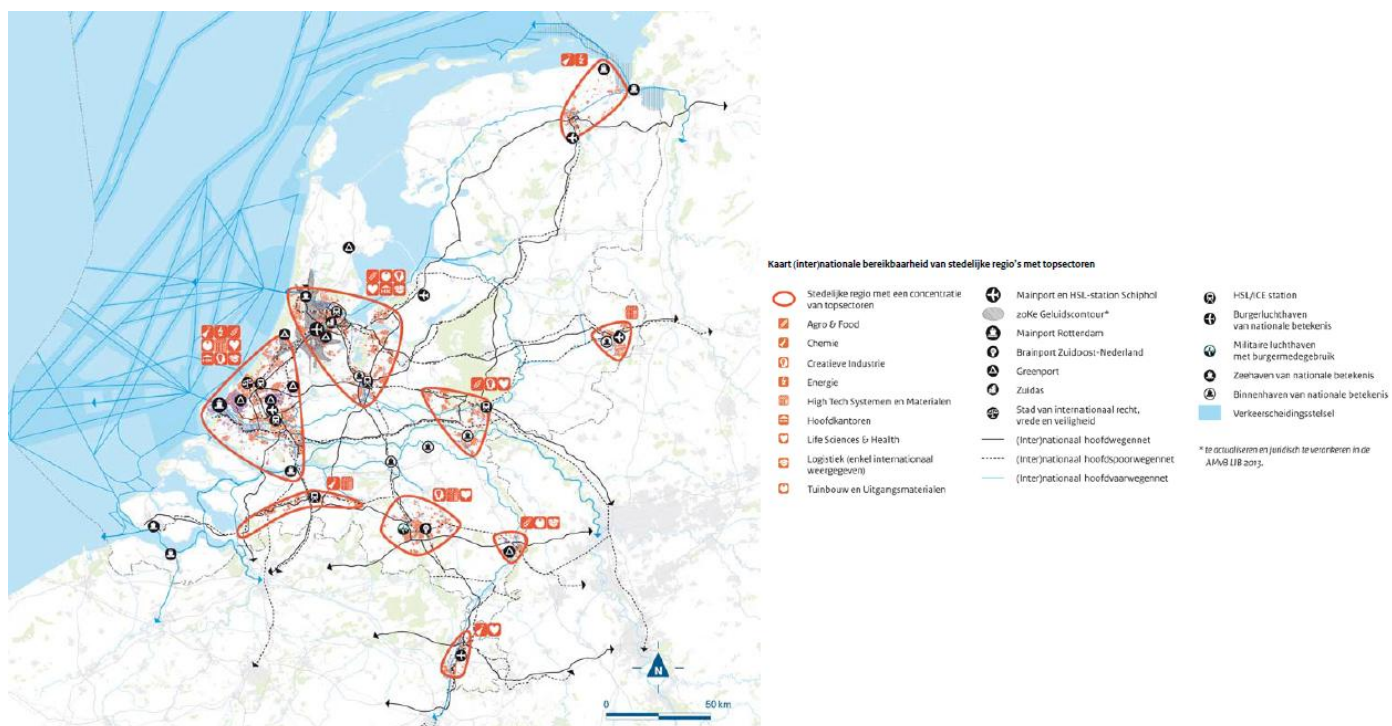 Kaart (inter)nationale bereikbaarheid van stedelijke regio's met topsectoren
Stedelijke regio met een concentratie
van topsectoren
Agro & Food
Chemie
Creatieve Industrie
Energie
High Tech Systemen en Materialen
Hoofdkantoren
Life Sciences & Health
Logistiek (enkel internationaal
weergegeven)
Tuinbouw en Uitgangsmaterialen
Mainport en HSL-station Schiphol
20Ke Geluidscontour*
Mainport Rotterdam
Brainport Zuidoost-Nederland
Greenport
Zuidas
Stad van internationaal recht,
vrede en veiligheid
(Inter)nationaal hoofdwegennet
(Inter)nationaal hoofdspoorwegennet
(Inter)nationaal hoofdvaarwegennet
HSL/ICE station
Burgerluchthaven
van nationale betekenis
Militaire luchthaven
met burgermedegebruik
Zeehaven van nationale betekenis
Binnenhaven van nationale betekenis
Verkeerscheidingsstelsel
* te actualiseren en juridisch te verankeren in de
AMvB LIB 2013.
N
0 50 km